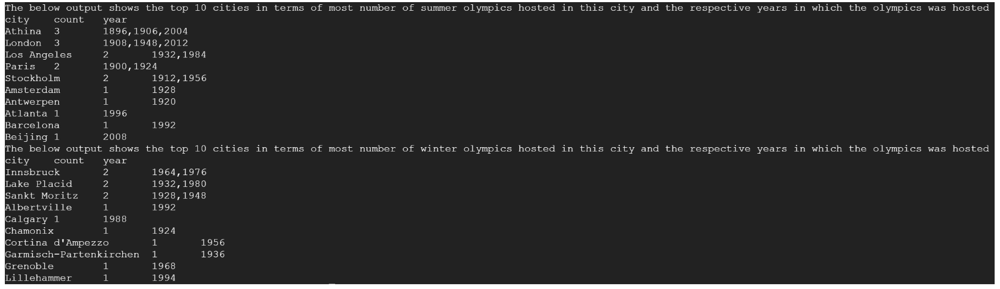 The below output shows the top 10 cities in terms of most number of summer olympics hosted in this city and the respective years in which the olympics was hosted
city count year
Athina 3 1896,1906,2004
London 3 1908,1948,2012
Los Angeles 2 1932,1984
Paris 2 1900,1924
Stockholm 2 1912,1956
Amsterdam 1 1928
Antwerpen 1 1920
Atlanta 1 1996
Barcelona 1 1992
Beijing 1 2008
The below output shows the top 10 cities in terms of most number of winter olympics hosted in this city and the respective years in which the olympics was hosted
city count year
Innsbruck 2 1964,1976
Lake Placid 2 1932,1980
Sankt Moritz 2 1928,1948
Albertville 1 1992
Calgary 1 1988
Chamonix 1 1924
Cortina d'Ampezzo 1 1956
Garmisch-Partenkirchen 1 1936
Grenoble 1 1968
Lillehammer 1 1994